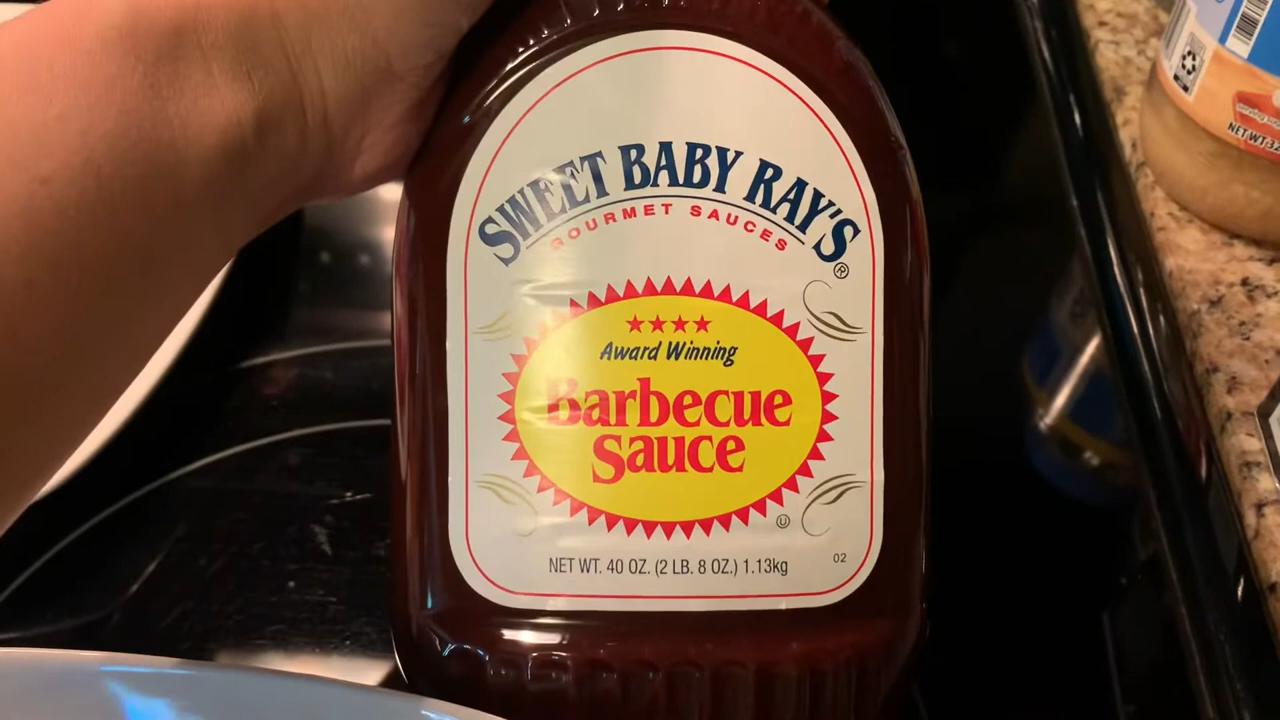 SWEET BABY RAY'S
®
GOURMET SAUCES
Award Winning
Barbecue
Sauce
U
NET WT. 40 OZ. (2 LB. 8 OZ.) 1.13kg
02
NET WT 32